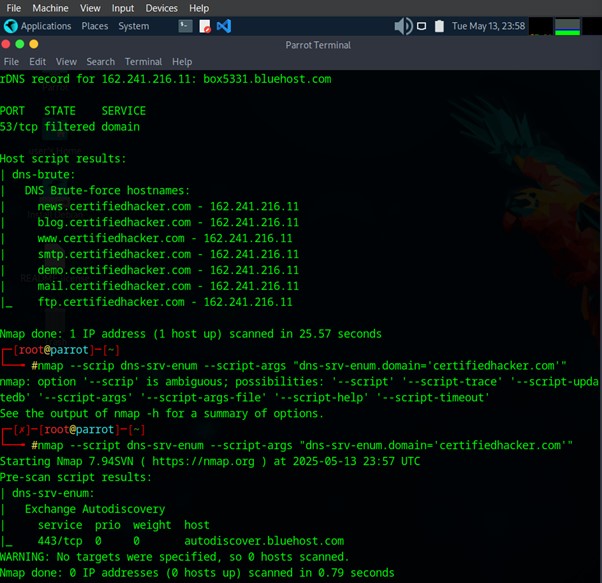 File Machine View Input Devices Help
Applications Places System Tue May 13, 23:58
Parrot Terminal
File Edit View Search Terminal Help
rDNS record for 162.241.216.11: box5331.bluehost.com
PORT STATE SERVICE
53/tcp filtered domain
Host script results:
| dns-brute:
| DNS Brute-force hostnames:
| news.certifiedhacker.com - 162.241.216.11
| blog.certifiedhacker.com - 162.241.216.11
| www.certifiedhacker.com - 162.241.216.11
| smtp.certifiedhacker.com - 162.241.216.11
| demo.certifiedhacker.com - 162.241.216.11
| mail.certifiedhacker.com - 162.241.216.11
|_ ftp.certifiedhacker.com - 162.241.216.11
Nmap done: 1 IP address (1 host up) scanned in 25.57 seconds
┌─[root@parrot]─[~]
└──╼ #nmap --scrip dns-srv-enum --script-args "dns-srv-enum.domain='certifiedhacker.com'"
nmap: option '--scrip' is ambiguous; possibilities: '--script' '--script-trace' '--script-upda
tedb' '--script-args' '--script-args-file' '--script-help' '--script-timeout'
See the output of nmap -h for a summary of options.
┌─[✗]─[root@parrot]─[~]
└──╼ #nmap --script dns-srv-enum --script-args "dns-srv-enum.domain='certifiedhacker.com'"
Starting Nmap 7.94SVN ( https://nmap.org ) at 2025-05-13 23:57 UTC
Pre-scan script results:
| dns-srv-enum:
| Exchange Autodiscovery
| service prio weight host
|_ 443/tcp 0 0 autodiscover.bluehost.com
WARNING: No targets were specified, so 0 hosts scanned.
Nmap done: 0 IP addresses (0 hosts up) scanned in 0.79 seconds